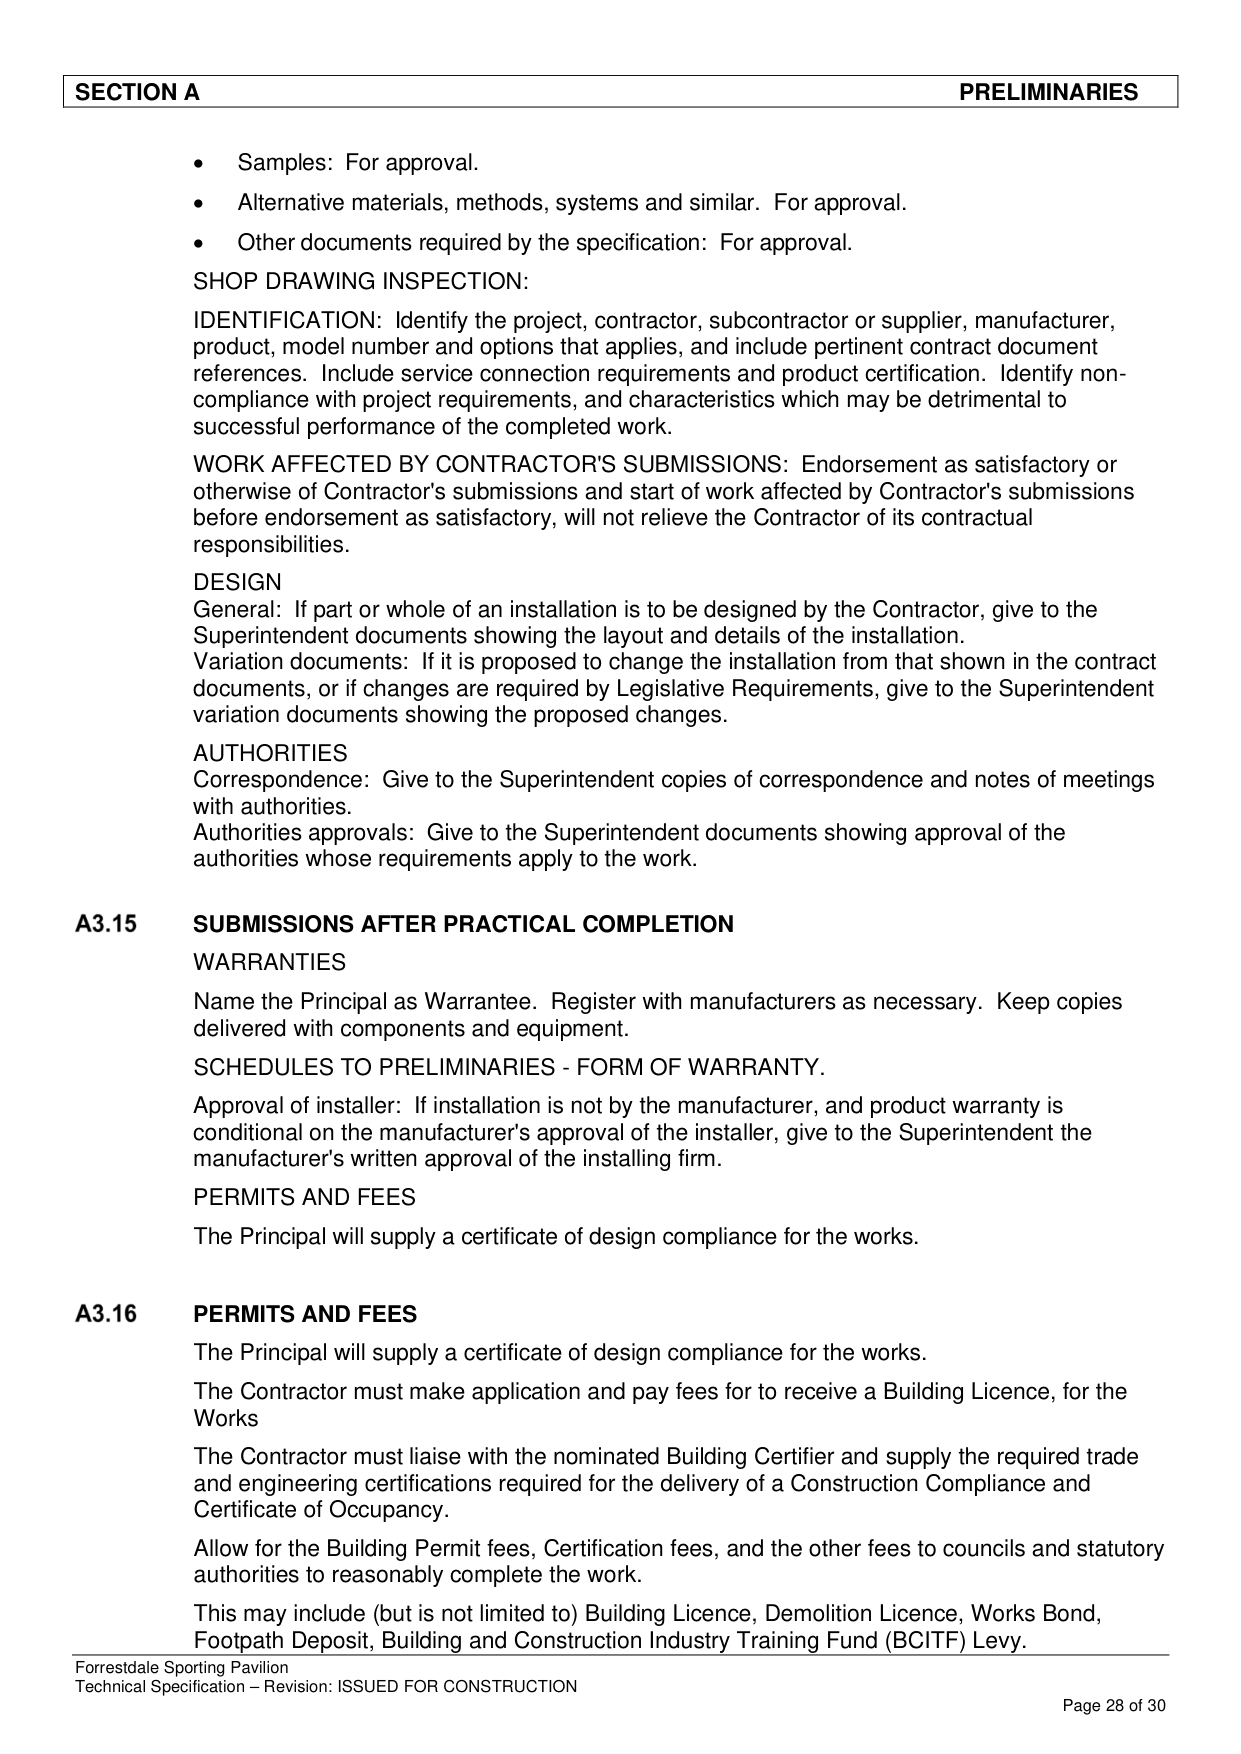 SECTION A PRELIMINARIES
• Samples: For approval.
• Alternative materials, methods, systems and similar. For approval.
• Other documents required by the specification: For approval.
SHOP DRAWING INSPECTION:
IDENTIFICATION: Identify the project, contractor, subcontractor or supplier, manufacturer,
product, model number and options that applies, and include pertinent contract document
references. Include service connection requirements and product certification. Identify non-
compliance with project requirements, and characteristics which may be detrimental to
successful performance of the completed work.
WORK AFFECTED BY CONTRACTOR'S SUBMISSIONS: Endorsement as satisfactory or
otherwise of Contractor's submissions and start of work affected by Contractor's submissions
before endorsement as satisfactory, will not relieve the Contractor of its contractual
responsibilities.
DESIGN
General: If part or whole of an installation is to be designed by the Contractor, give to the
Superintendent documents showing the layout and details of the installation.
Variation documents: If it is proposed to change the installation from that shown in the contract
documents, or if changes are required by Legislative Requirements, give to the Superintendent
variation documents showing the proposed changes.
AUTHORITIES
Correspondence: Give to the Superintendent copies of correspondence and notes of meetings
with authorities.
Authorities approvals: Give to the Superintendent documents showing approval of the
authorities whose requirements apply to the work.
A3.15 SUBMISSIONS AFTER PRACTICAL COMPLETION
WARRANTIES
Name the Principal as Warrantee. Register with manufacturers as necessary. Keep copies
delivered with components and equipment.
SCHEDULES TO PRELIMINARIES - FORM OF WARRANTY.
Approval of installer: If installation is not by the manufacturer, and product warranty is
conditional on the manufacturer's approval of the installer, give to the Superintendent the
manufacturer's written approval of the installing firm.
PERMITS AND FEES
The Principal will supply a certificate of design compliance for the works.
A3.16 PERMITS AND FEES
The Principal will supply a certificate of design compliance for the works.
The Contractor must make application and pay fees for to receive a Building Licence, for the
Works
The Contractor must liaise with the nominated Building Certifier and supply the required trade
and engineering certifications required for the delivery of a Construction Compliance and
Certificate of Occupancy.
Allow for the Building Permit fees, Certification fees, and the other fees to councils and statutory
authorities to reasonably complete the work.
This may include (but is not limited to) Building Licence, Demolition Licence, Works Bond,
Footpath Deposit, Building and Construction Industry Training Fund (BCITF) Levy.
Forrestdale Sporting Pavilion
Technical Specification – Revision: ISSUED FOR CONSTRUCTION
Page 28 of 30